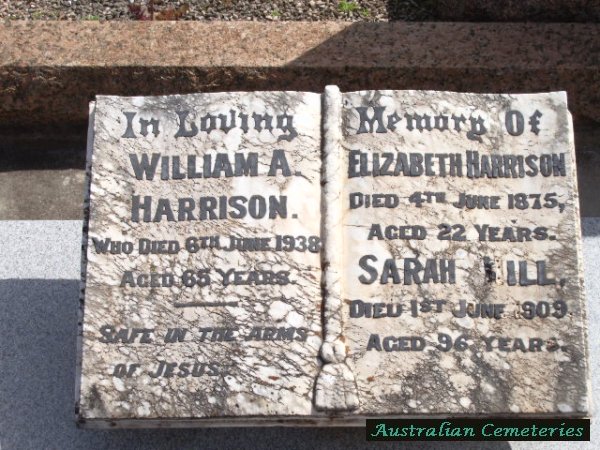 In Loving
WILLIAM A.
HARRISON.
WHO DIED 6TH JUNE 1938
AGED 65 YEARS.
SAFE IN THE ARMS
OF JESUS.
Memory Of
ELIZABETH HARRISON
DIED 4TH JUNE 1875,
AGED 22 YEARS.
SARAH
DIED 1ST JUNE 1909
AGED 96 YEARS.
Australian Cemeteries